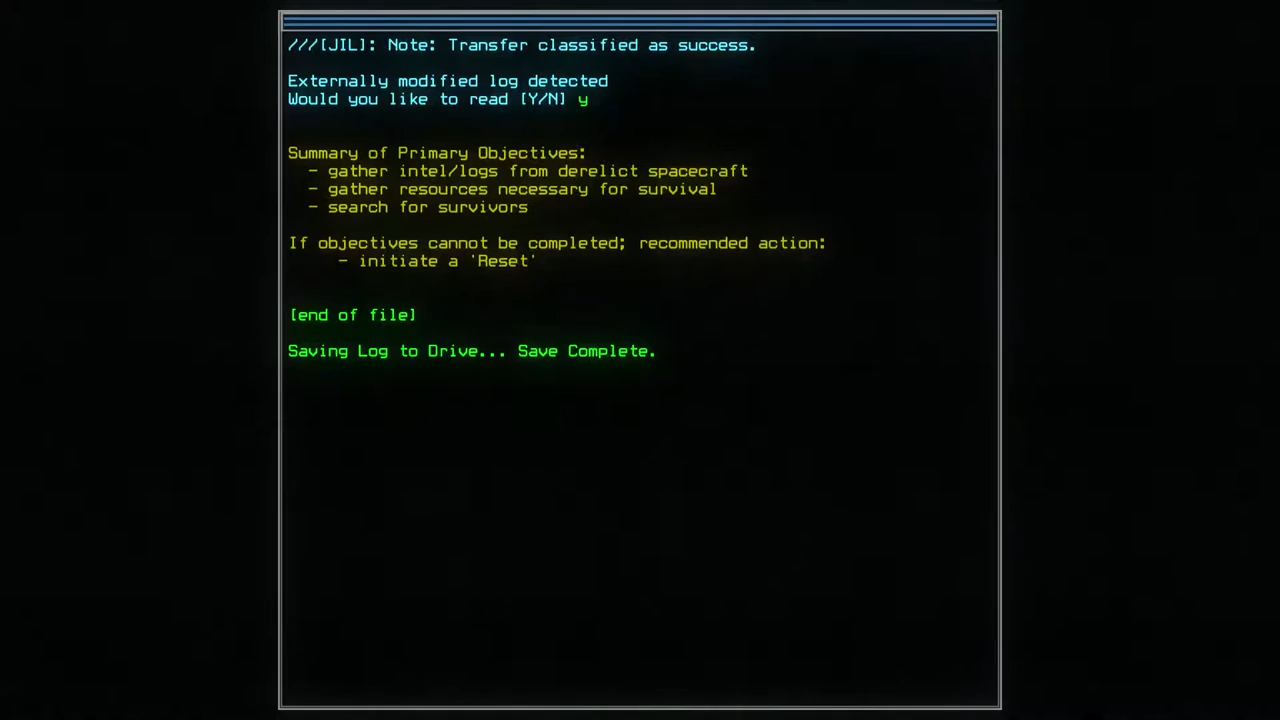 ///[JIL]: Note: Transfer classified as success.
Externally modified log detected
Would you like to read [Y/N] y
Summary of Primary Objectives:
- gather intel/logs from derelict spacecraft
- gather resources necessary for survival
- search for survivors
If objectives cannot be completed; recommended action:
- initiate a 'Reset'
[end of file]
Saving Log to Drive... Save Complete.